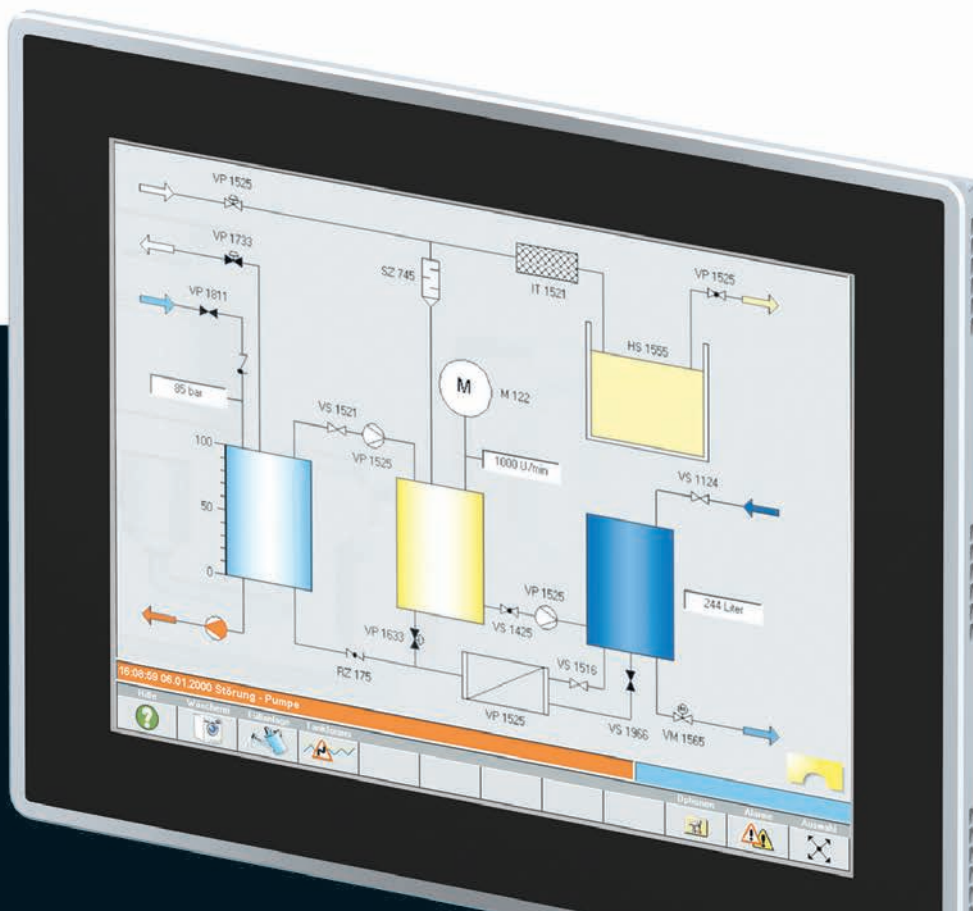 VP 1525
VP 1733
VP 1811
SZ 745
IT 1521
VP 1525
HS 1555
85 bar
M
M 122
VS 1521
VP 1525
1000 U/min
VS 1124
100
50
0
244 Liter
VP 1525
VS 1425
VP 1633
RZ 175
VS 1516
VP 1525
VS 1966
VM 1565
16:08:59 06.01.2000 Störung - Pumpe
Hilfe
Wäscherei
Füllanlage
Tankformen
Optionen
Alarme
Auswahl